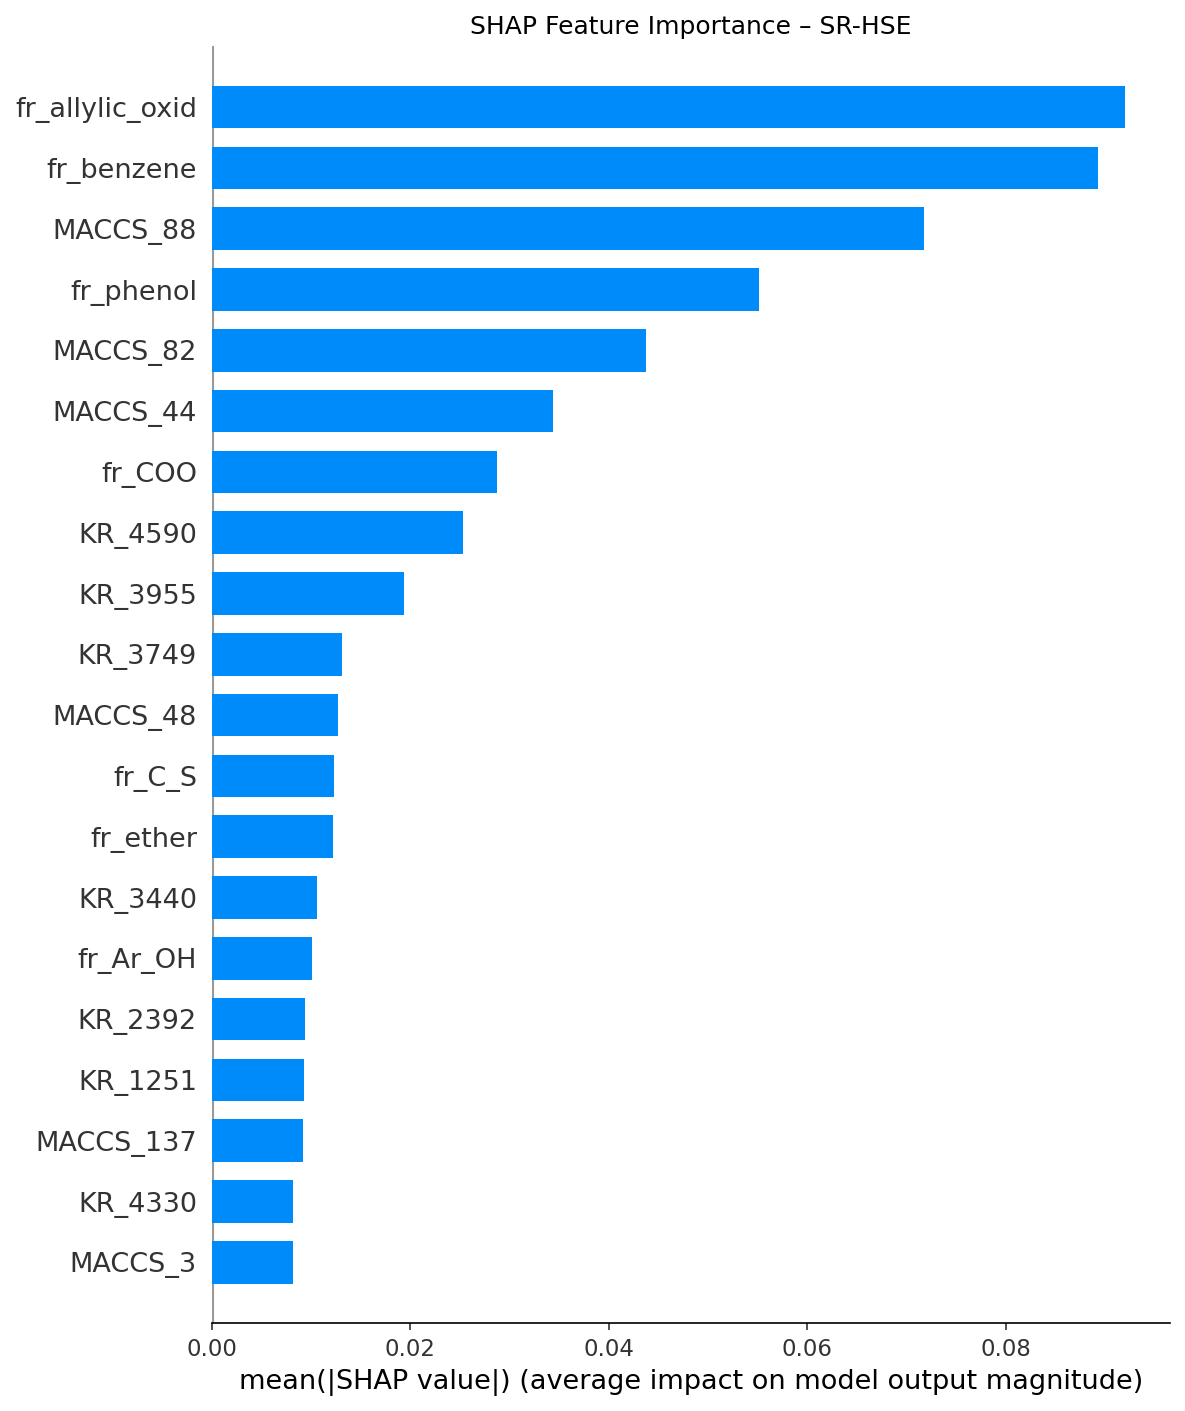 SHAP Feature Importance – SR-HSE
fr_allylic_oxid
fr_benzene
MACCS_88
fr_phenol
MACCS_82
MACCS_44
fr_COO
KR_4590
KR_3955
KR_3749
MACCS_48
fr_C_S
fr_ether
KR_3440
fr_Ar_OH
KR_2392
KR_1251
MACCS_137
KR_4330
MACCS_3
0.00 0.02 0.04 0.06 0.08
mean(|SHAP value|) (average impact on model output magnitude)